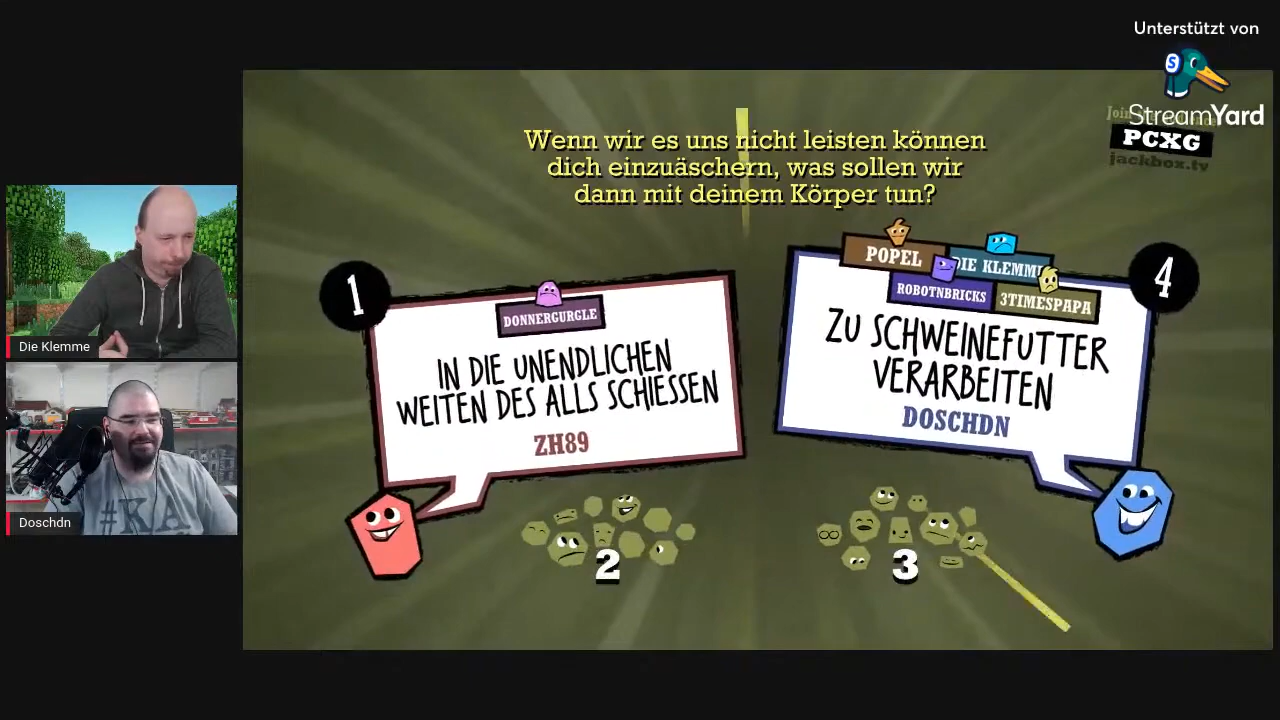 Unterstützt von
StreamYard
PCXG
jackbox.tv
Wenn wir es uns nicht leisten können
dich einzuäschern, was sollen wir
dann mit deinem Körper tun?
1
DONNERGURGLE
IN DIE UNENDLICHEN
WEITEN DES ALLS SCHIESSEN
ZH89
2
POPEL
DIE KLEMME
ROBOTNBRICKS
3TIMESPAPA
4
ZU SCHWEINEFUTTER
VERARBEITEN
DOSCHDN
3
Die Klemme
#KA
Doschdn